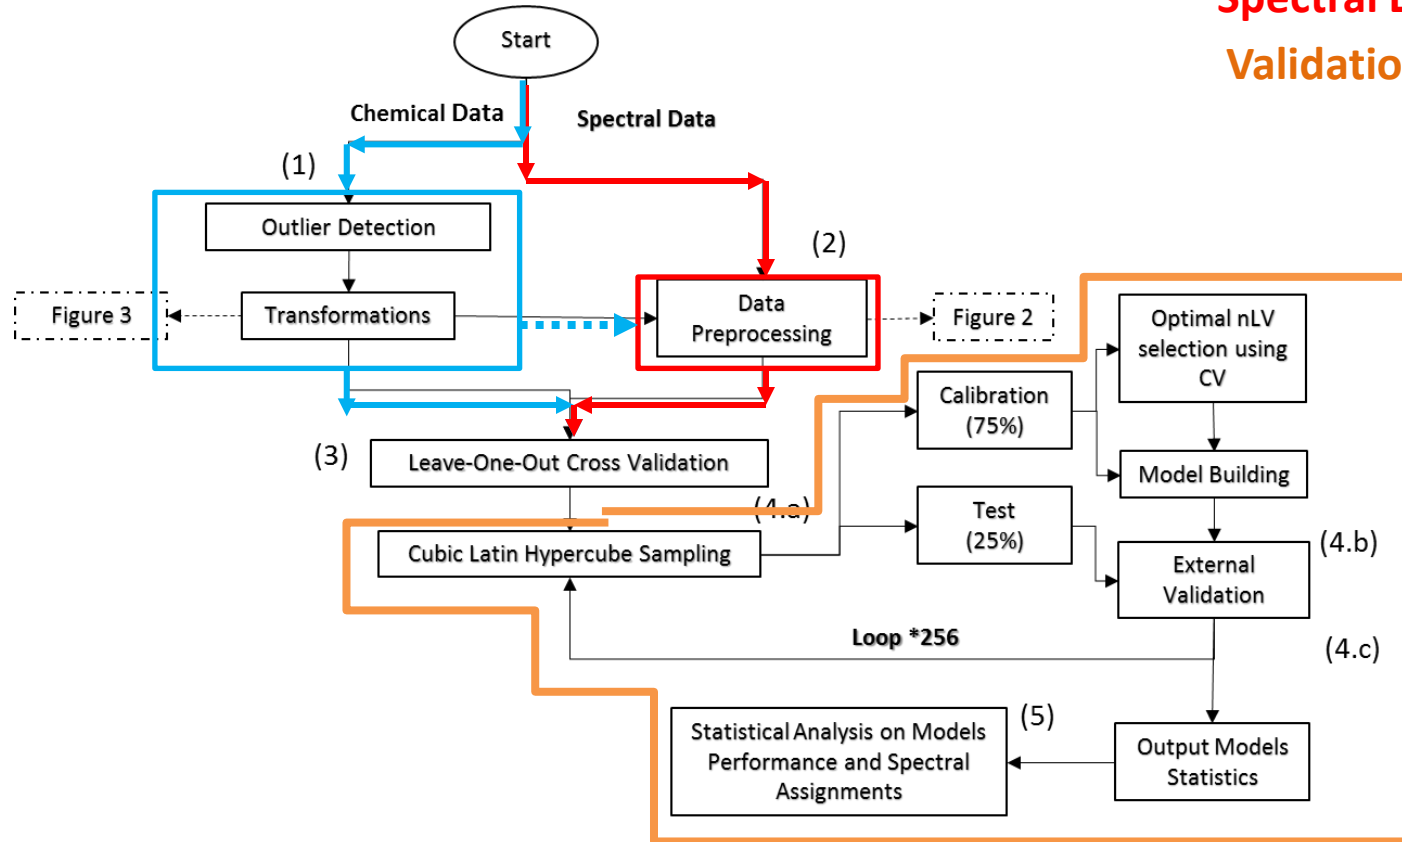 Spectral
Start
Chemical Data
Spectral Data
(1)
Outlier Detection
(2)
Figure 3
Transformations
Data
Preprocessing
Figure 2
Optimal nLV
selection using
CV
Calibration
(75%)
(3)
Leave-One-Out Cross Validation
Model Building
(4.a)
Test
(25%)
Cubic Latin Hypercube Sampling
(4.b)
External
Validation
Loop *256
(4.c)
Statistical Analysis on Models
Performance and Spectral
Assignments
(5)
Output Models
Statistics